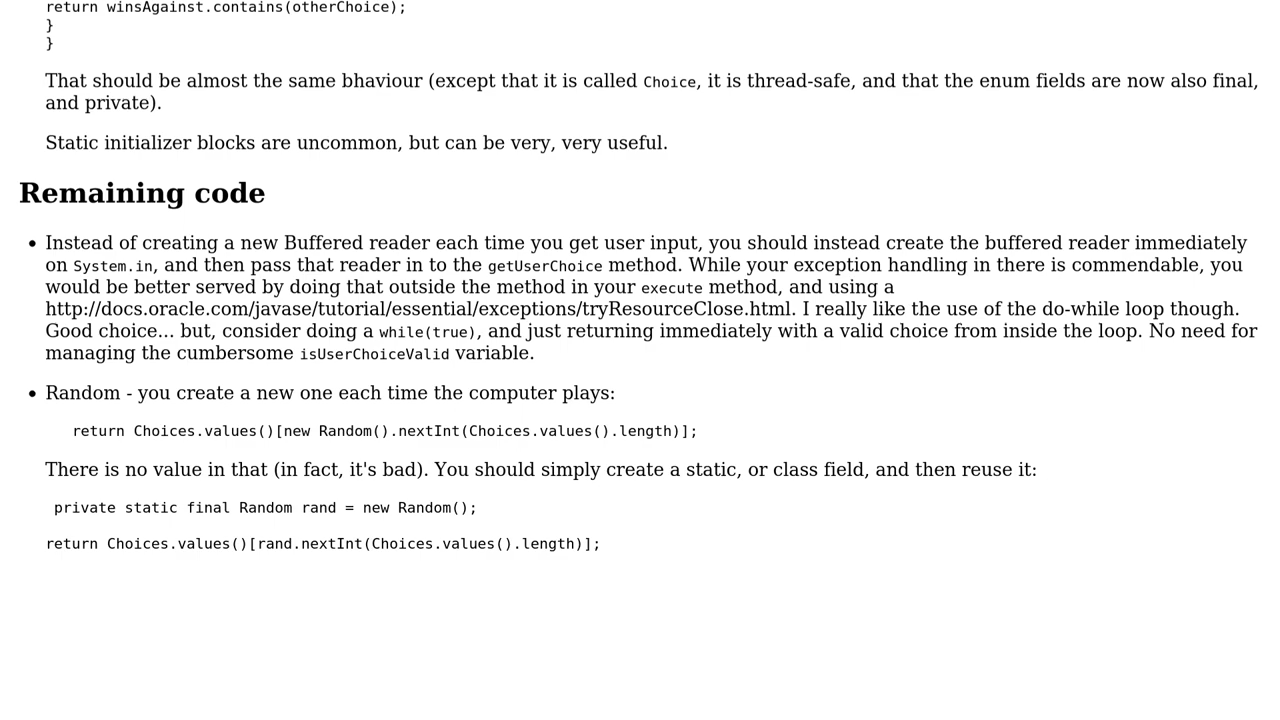 return winsAgainst.contains(otherChoice);
}
}
That should be almost the same bhaviour (except that it is called Choice, it is thread-safe, and that the enum fields are now also final,
and private).
Static initializer blocks are uncommon, but can be very, very useful.
Remaining code
• Instead of creating a new Buffered reader each time you get user input, you should instead create the buffered reader immediately
on System.in, and then pass that reader in to the getUserChoice method. While your exception handling in there is commendable, you
would be better served by doing that outside the method in your execute method, and using a
http://docs.oracle.com/javase/tutorial/essential/exceptions/tryResourceClose.html. I really like the use of the do-while loop though.
Good choice... but, consider doing a while(true), and just returning immediately with a valid choice from inside the loop. No need for
managing the cumbersome isUserChoiceValid variable.
• Random - you create a new one each time the computer plays:
return Choices.values()[new Random().nextInt(Choices.values().length)];
There is no value in that (in fact, it's bad). You should simply create a static, or class field, and then reuse it:
private static final Random rand = new Random();
return Choices.values()[rand.nextInt(Choices.values().length)];